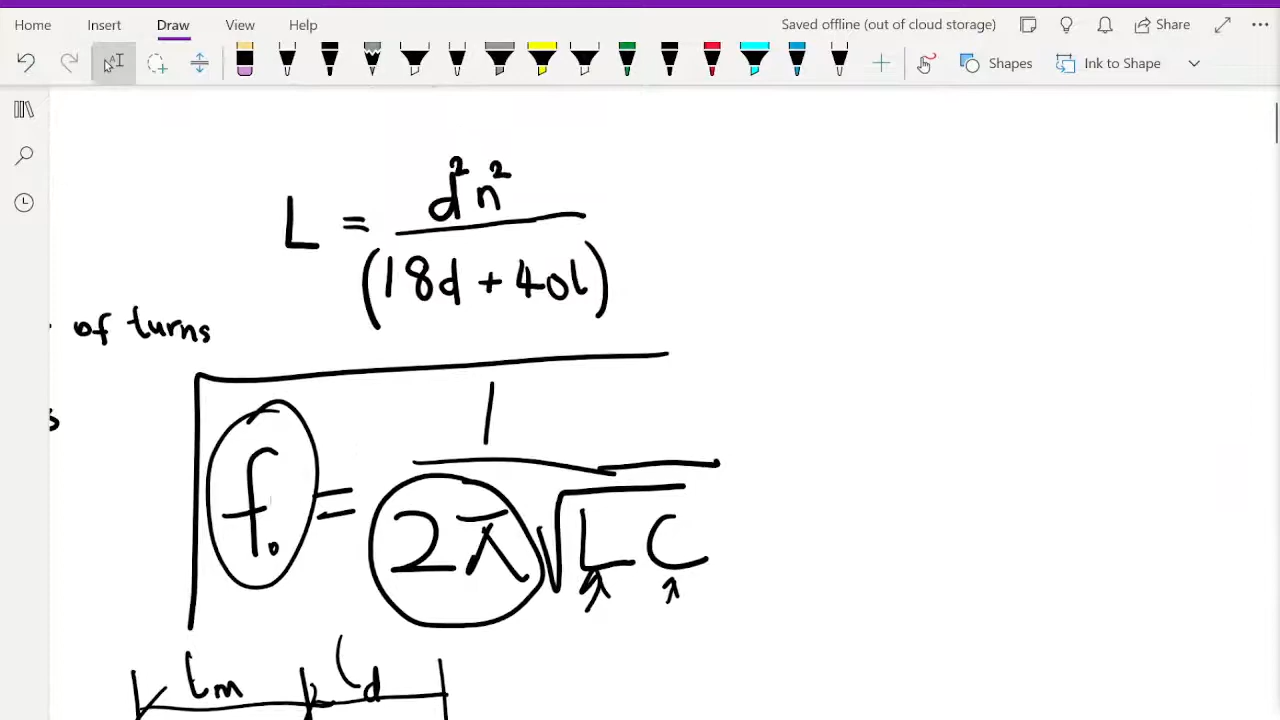 Home Insert Draw View Help Saved offline (out of cloud storage) Share
Shapes Ink to Shape
L = d²n² / (18d + 40l)
of turns
s
f₀ = 1 / 2π√LC
lm ld